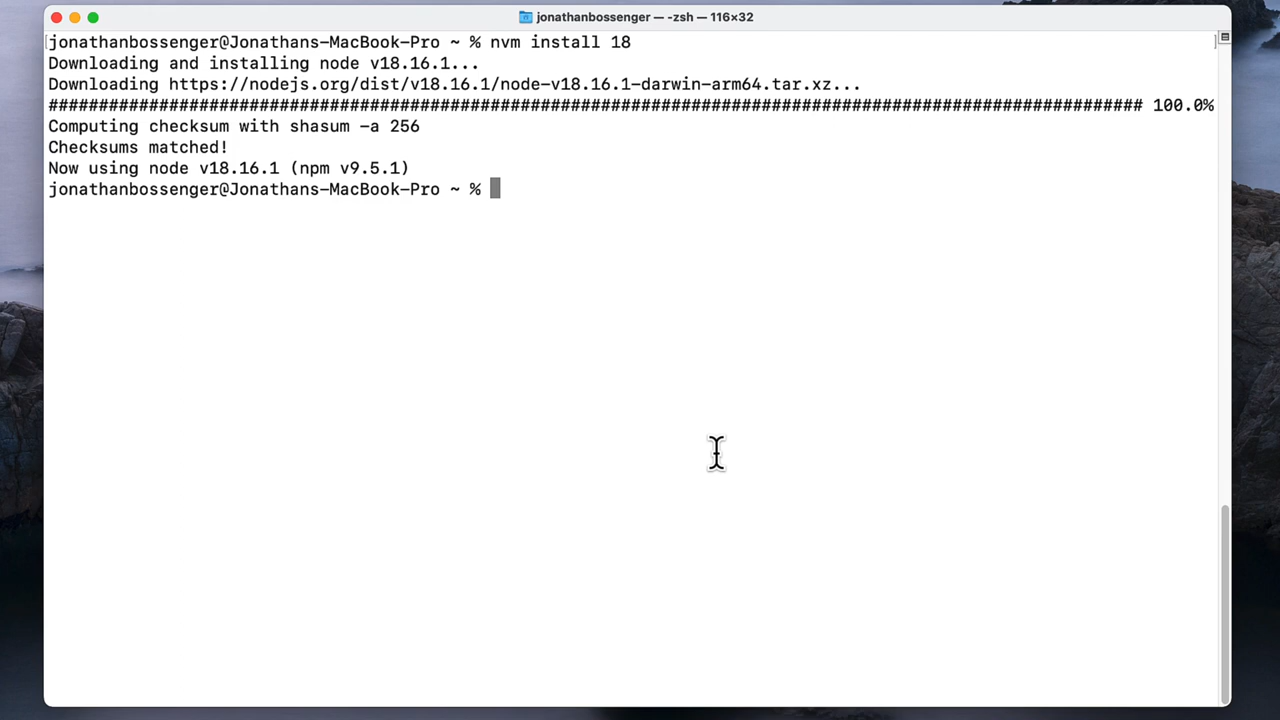 jonathanbossenger — -zsh — 116×32
[jonathanbossenger@Jonathans-MacBook-Pro ~ % nvm install 18 ]
Downloading and installing node v18.16.1...
Downloading https://nodejs.org/dist/v18.16.1/node-v18.16.1-darwin-arm64.tar.xz...
############################################################################################################# 100.0%
Computing checksum with shasum -a 256
Checksums matched!
Now using node v18.16.1 (npm v9.5.1)
jonathanbossenger@Jonathans-MacBook-Pro ~ %